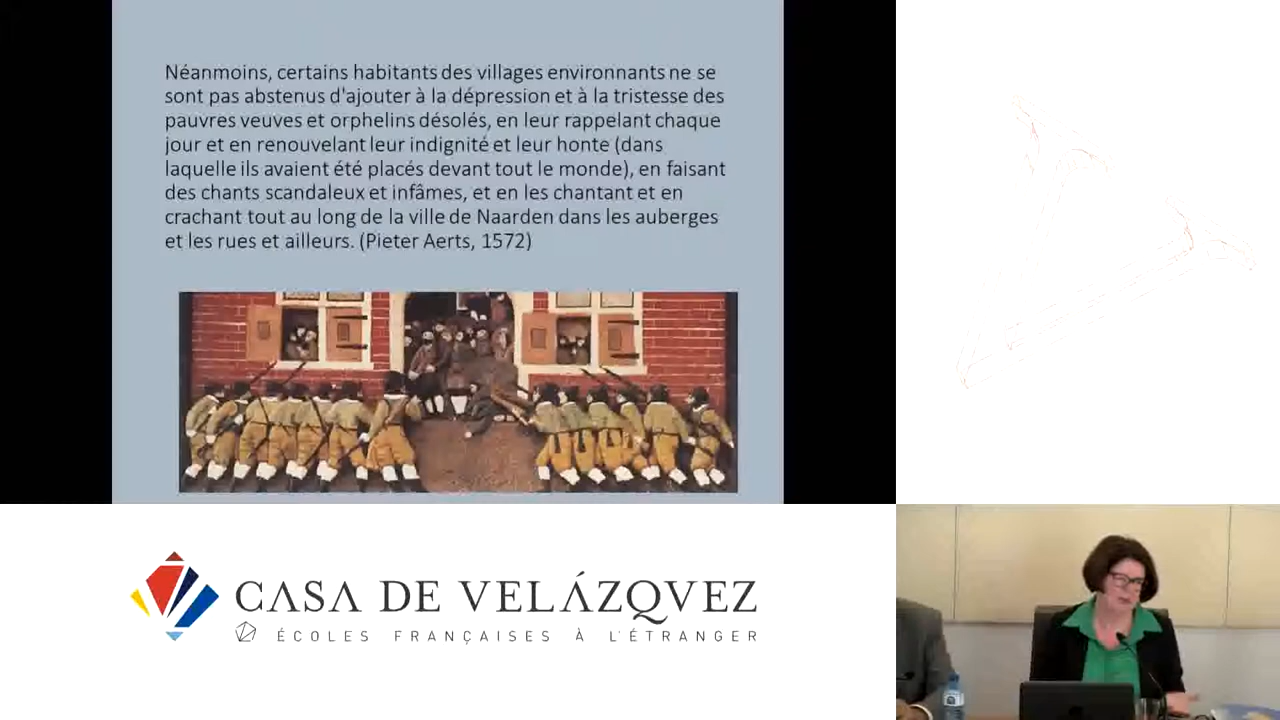 Néanmoins, certains habitants des villages environnants ne se
sont pas abstenus d'ajouter à la dépression et à la tristesse des
pauvres veuves et orphelins désolés, en leur rappelant chaque
jour et en renouvelant leur indignité et leur honte (dans
laquelle ils avaient été placés devant tout le monde), en faisant
des chants scandaleux et infâmes, et en les chantant et en
crachant tout au long de la ville de Naarden dans les auberges
et les rues et ailleurs. (Pieter Aerts, 1572)
CASA DE VELÁZQVEZ
ÉCOLES FRANÇAISES À L'ÉTRANGER